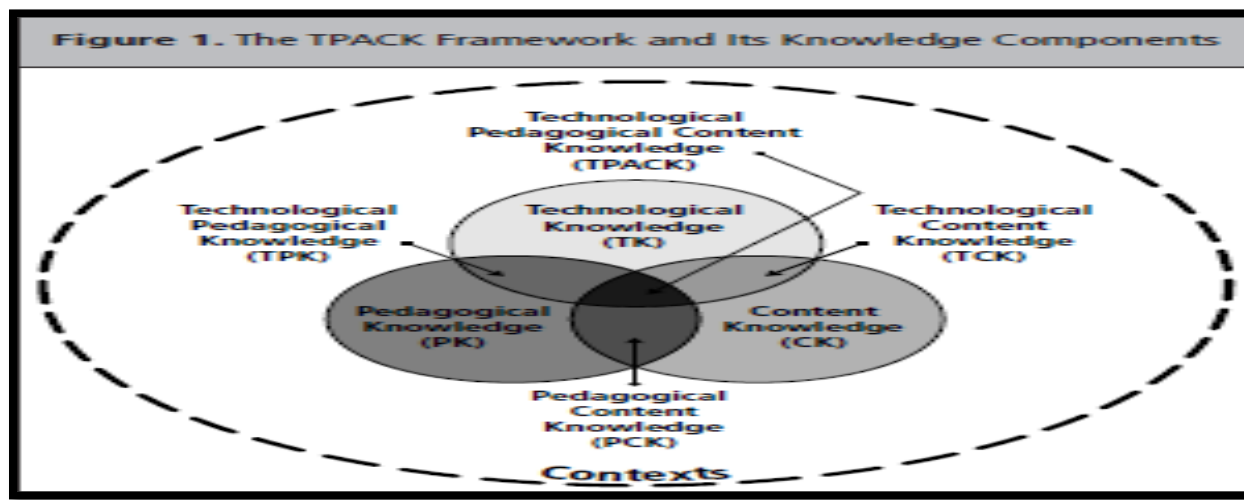 Figure 1. The TPACK Framework and Its Knowledge Components
Technological
Pedagogical Content
Knowledge
(TPACK)
Technological
Pedagogical
Knowledge
(TPK)
Technological
Knowledge
(TK)
Technological
Content
Knowledge
(TCK)
Pedagogical
Knowledge
(PK)
Content
Knowledge
(CK)
Pedagogical
Content
Knowledge
(PCK)
Contexts